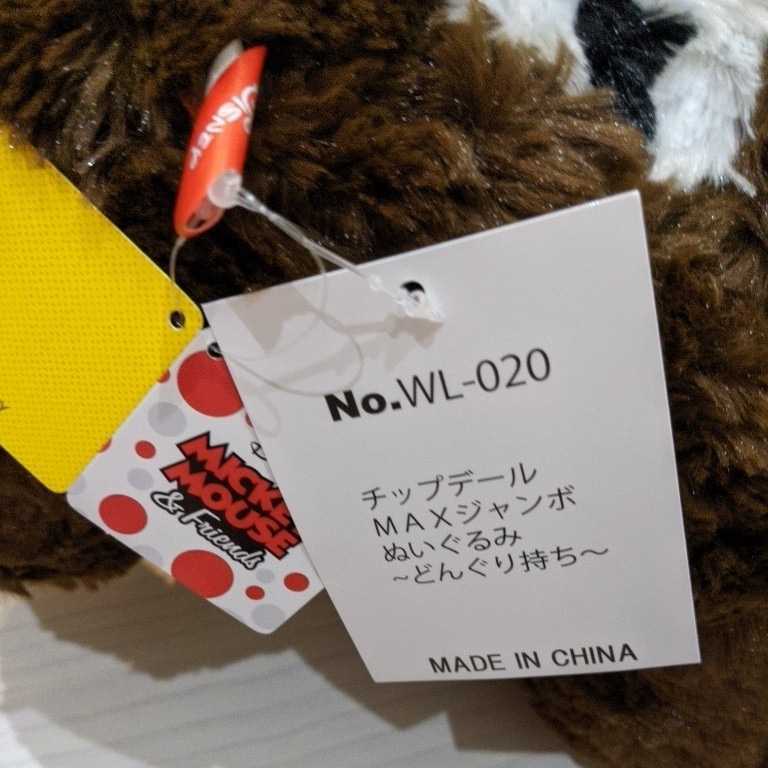 Disney
MICKEY
MOUSE
& Friends
No.WL-020
チップデール
MAXジャンボ
ぬいぐるみ
~どんぐり持ち~
MADE IN CHINA